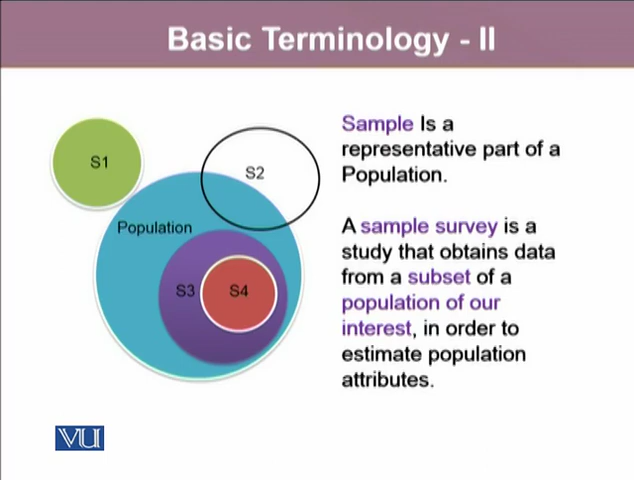 Basic Terminology - II
S1
S2
Population
S3
S4
Sample Is a
representative part of a
Population.
A sample survey is a
study that obtains data
from a subset of a
population of our
interest, in order to
estimate population
attributes.
VU